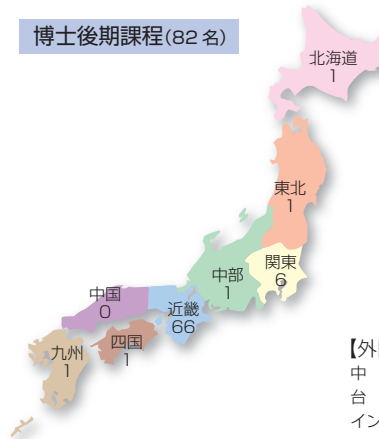 博士後期課程(82名)
北海道
1
東北
1
関東
6
中部
1
近畿
66
中国
0
四国
1
九州
1
【外
中
台
イン